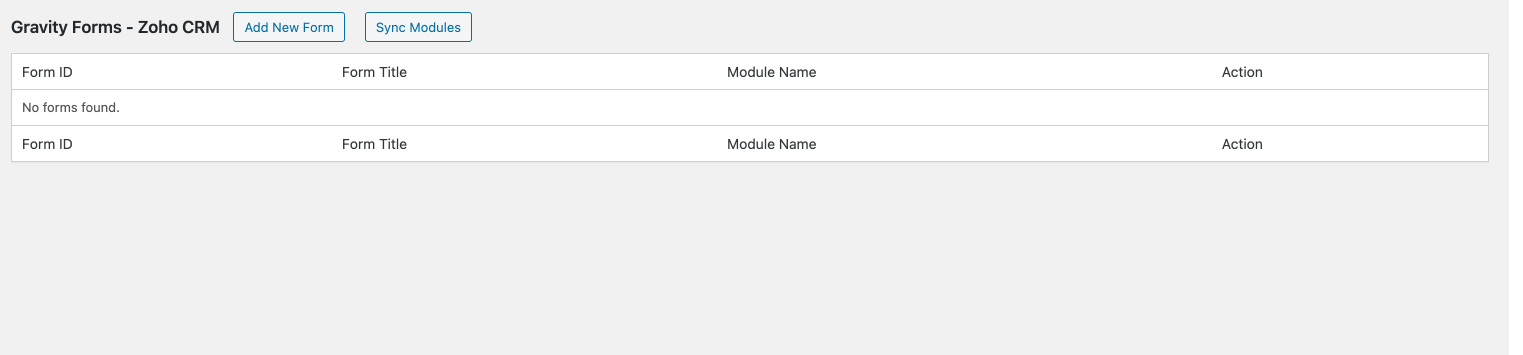 Gravity Forms - Zoho CRM Add New Form Sync Modules
Form ID Form Title Module Name Action
No forms found.
Form ID Form Title Module Name Action